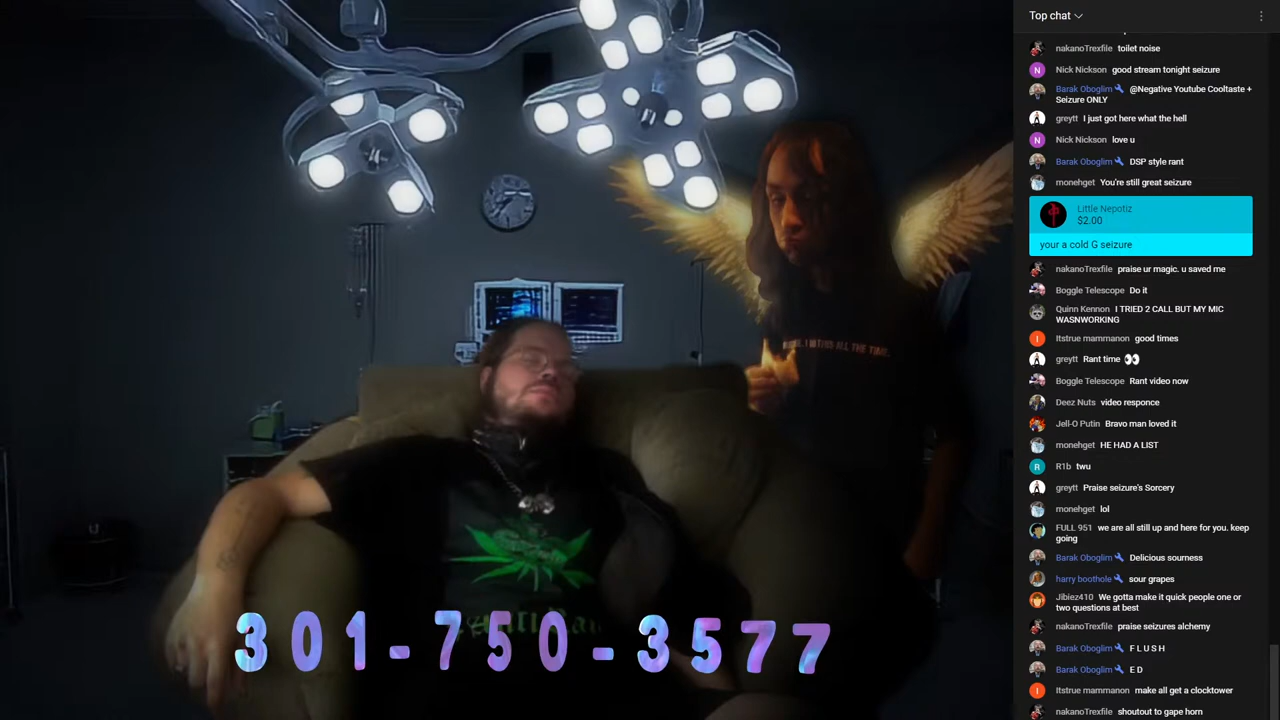 301-750-3577
Top chat
nakanoTrexfile toilet noise
N Nick Nickson good stream tonight seizure
Barak Oboglim @Negative Youtube Cooltaste +
Seizure ONLY
greytt I just got here what the hell
N Nick Nickson love u
Barak Oboglim DSP style rant
monehget You're still great seizure
Little Nepotiz
$2.00
your a cold G seizure
nakanoTrexfile praise ur magic. u saved me
Boggle Telescope Do it
Quinn Kennon I TRIED 2 CALL BUT MY MIC
WASNWORKING
I Itstrue mammanon good times
greytt Rant time 👀
Boggle Telescope Rant video now
Deez Nuts video responce
Jell-O Putin Bravo man loved it
monehget HE HAD A LIST
R R1b twu
greytt Praise seizure's Sorcery
monehget lol
FULL 951 we are all still up and here for you. keep
going
Barak Oboglim Delicious sourness
harry boothole sour grapes
Jibiez410 We gotta make it quick people one or
two questions at best
nakanoTrexfile praise seizures alchemy
Barak Oboglim F L U S H
Barak Oboglim E D
I Itstrue mammanon make all get a clocktower
nakanoTrexfile shoutout to gape horn